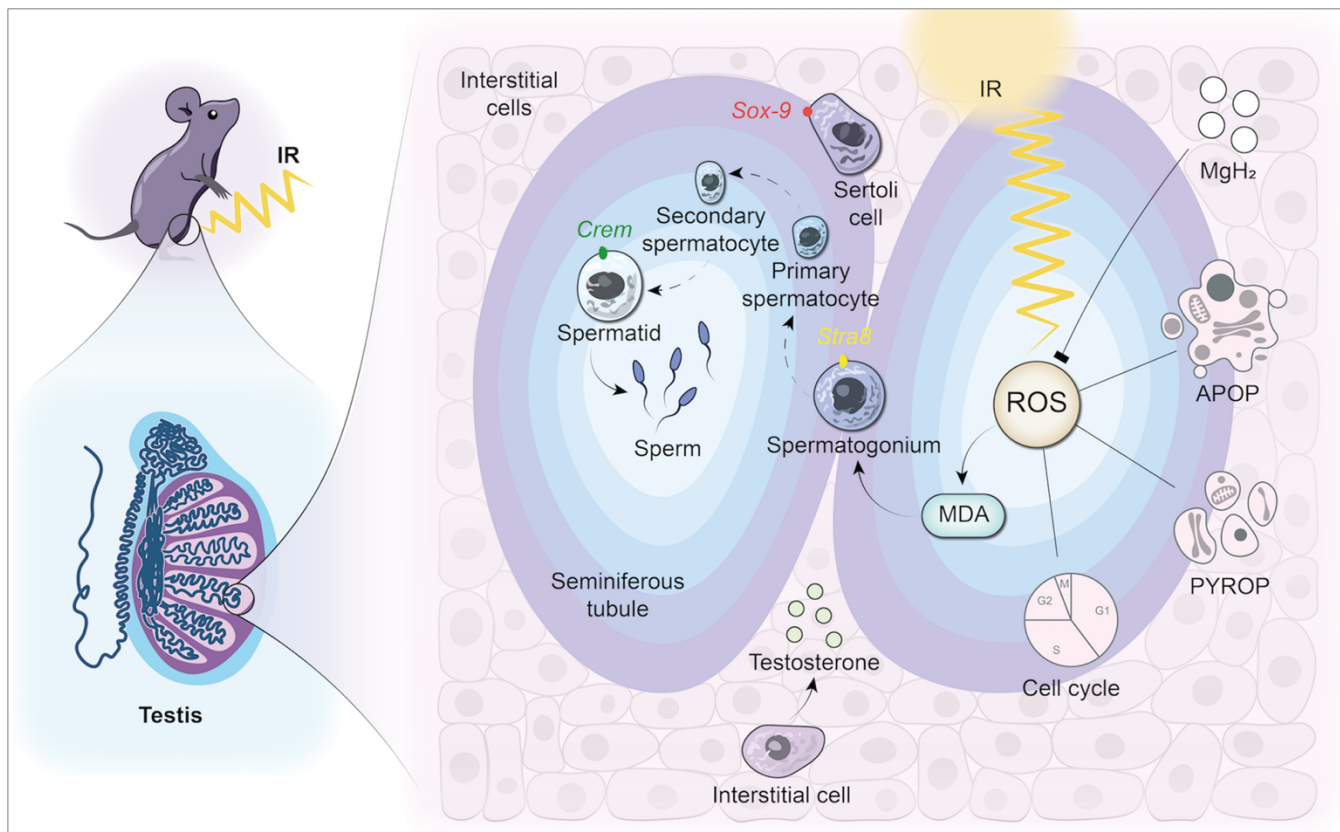 IR
Testis
Interstitial
cells
Sox-9
Sertoli
cell
Secondary
spermatocyte
Crem
Primary
spermatocyte
Spermatid
Stra8
Sperm
Spermatogonium
Seminiferous
tubule
Testosterone
Interstitial cell
IR
MgH₂
ROS
APOP
MDA
PYROP
M
G2
G1
S
Cell cycle